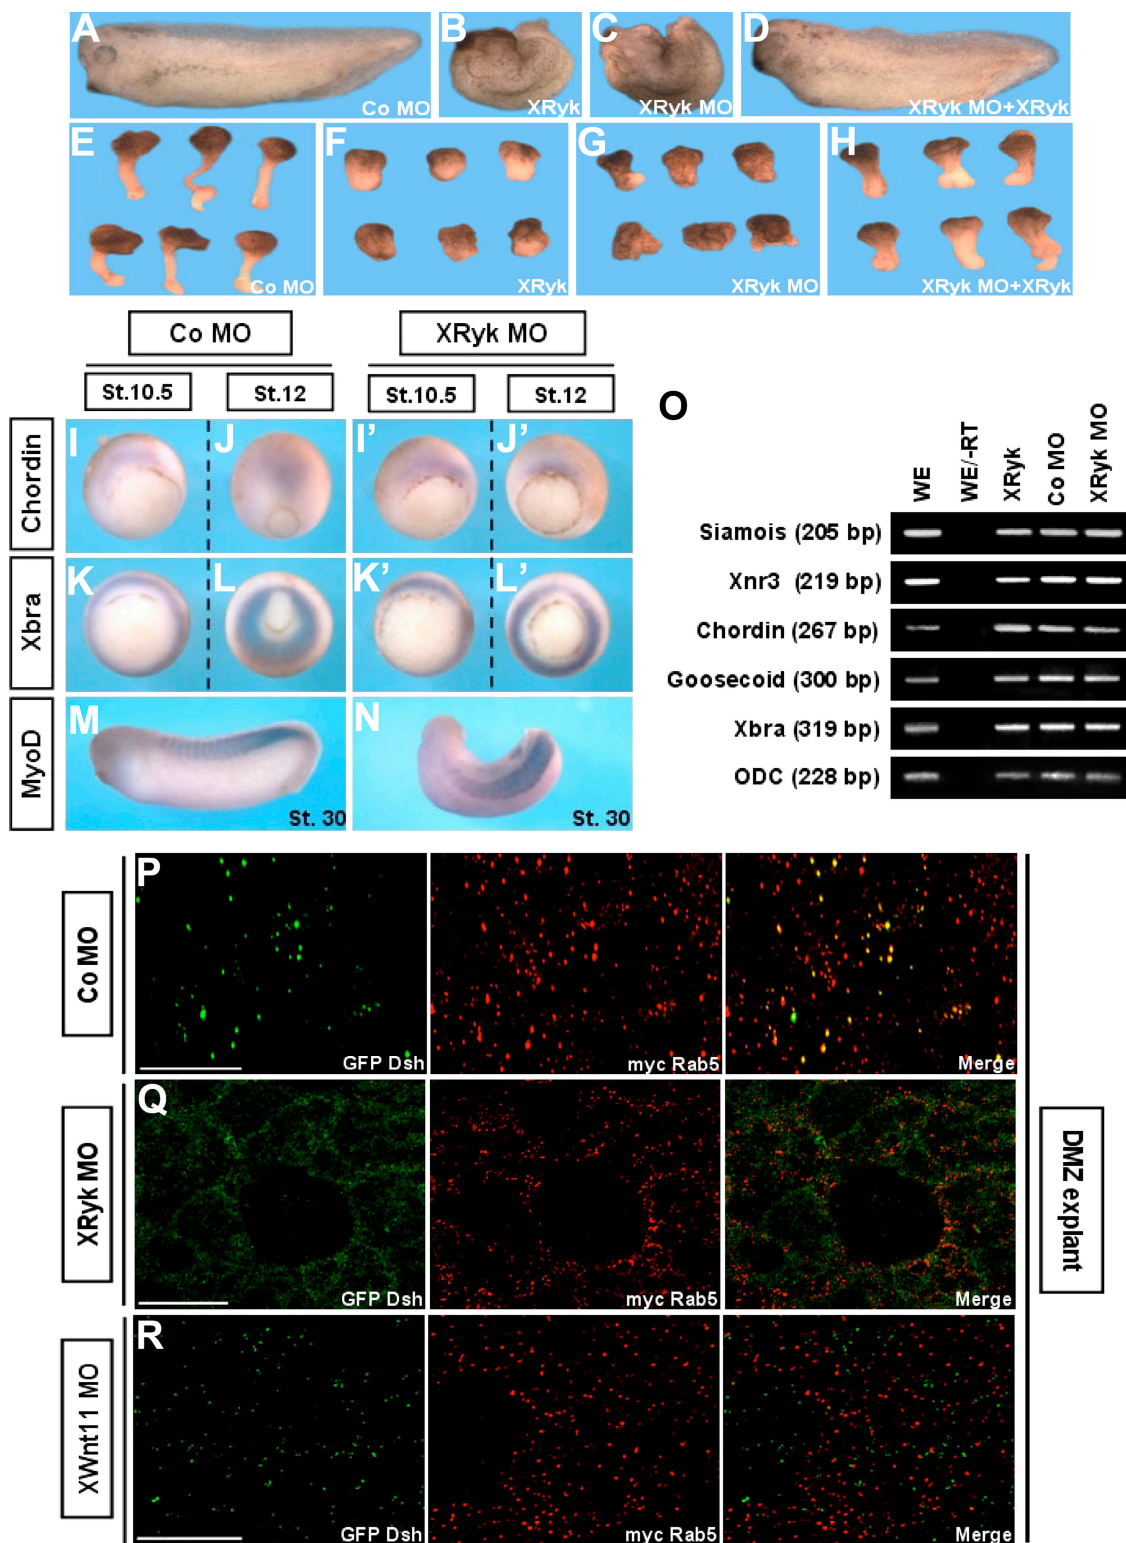 A
Co MO
B
XRyk
C
XRyk MO
D
XRyk MO+XRyk
E
Co MO
F
XRyk
G
XRyk MO
H
XRyk MO+XRyk
Co MO
XRyk MO
St.10.5
St.12
St.10.5
St.12
Chordin
I
J
I'
J'
Xbra
K
L
K'
L'
MyoD
M
St. 30
N
St. 30
O
WE
WE/-RT
XRyk
Co MO
XRyk MO
Siamois (205 bp)
Xnr3 (219 bp)
Chordin (267 bp)
Goosecoid (300 bp)
Xbra (319 bp)
ODC (228 bp)
Co MO
P
GFP Dsh
myc Rab5
Merge
XRyk MO
Q
GFP Dsh
myc Rab5
Merge
XWnt11 MO
R
GFP Dsh
myc Rab5
Merge
DMZ explant